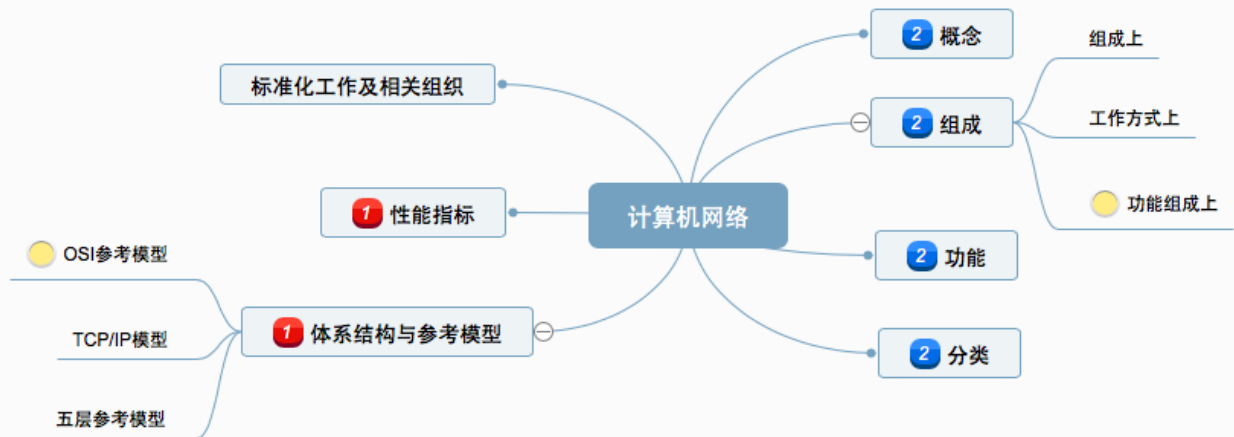 计算机网络
2 概念
2 组成
组成上
工作方式上
功能组成上
2 功能
2 分类
标准化工作及相关组织
1 性能指标
1 体系结构与参考模型
OSI参考模型
TCP/IP模型
五层参考模型